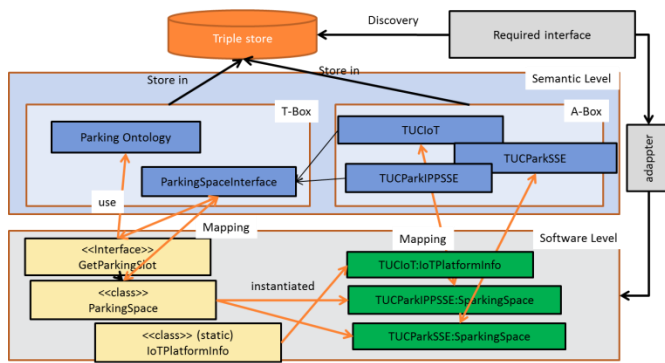 Discovery
Triple store
Required interface
Store in
Store in
Semantic Level
T-Box
A-Box
Parking Ontology
TUCIoT
TUCParkSSE
ParkingSpaceInterface
TUCParkIPPSSE
adappter
use
Mapping
Mapping
Software Level
<<Interface>>
GetParkingSlot
TUCIoT:IoTPlatformInfo
instantiated
<<class>>
ParkingSpace
TUCParkIPPSSE:SparkingSpace
<<class>> (static)
IoTPlatformInfo
TUCParkSSE:SparkingSpace